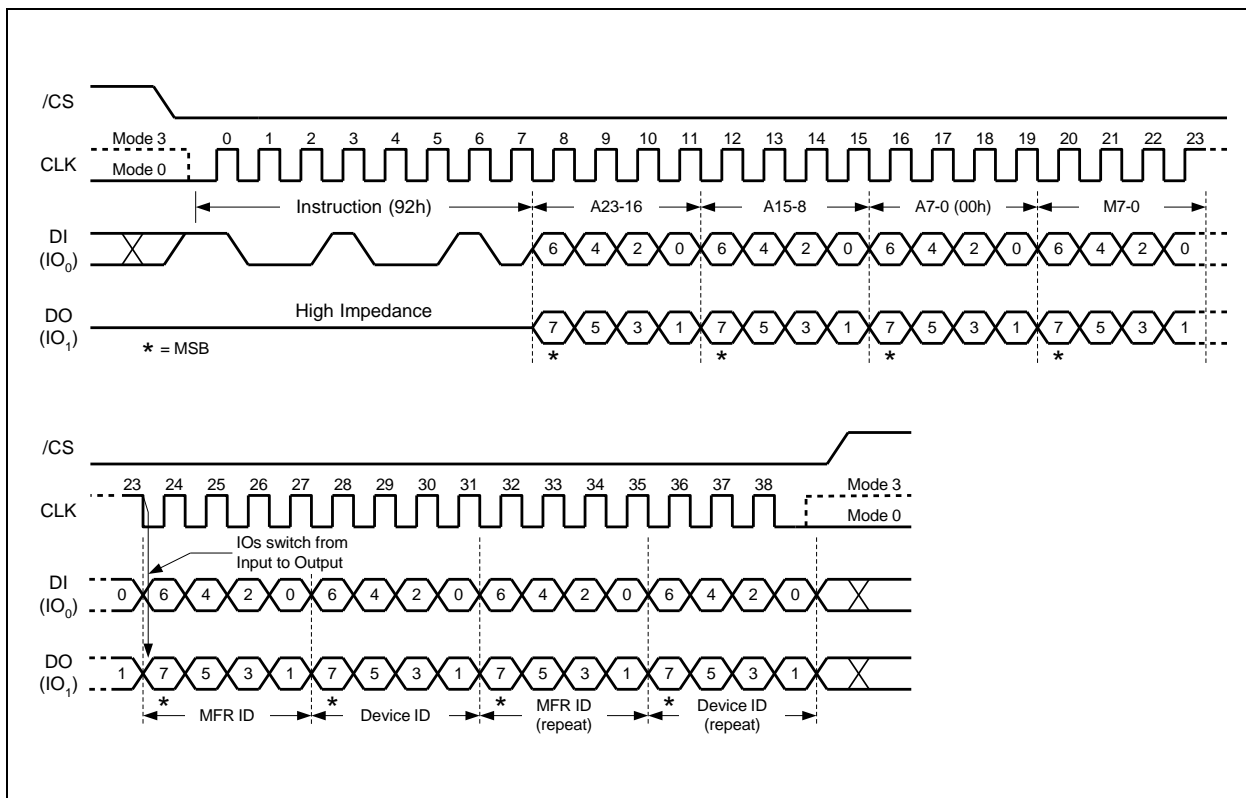 /CS
Mode 3
0 1 2 3 4 5 6 7 8 9 10 11 12 13 14 15 16 17 18 19 20 21 22 23
CLK
Mode 0
Instruction (92h) A23-16 A15-8 A7-0 (00h) M7-0
DI
(IO0)
6 4 2 0 6 4 2 0 6 4 2 0 6 4 2 0
High Impedance
DO
(IO1)
7 5 3 1 7 5 3 1 7 5 3 1 7 5 3 1
* = MSB
* * * *
/CS
23 24 25 26 27 28 29 30 31 32 33 34 35 36 37 38
Mode 3
CLK
Mode 0
IOs switch from
Input to Output
DI
(IO0)
0 6 4 2 0 6 4 2 0 6 4 2 0 6 4 2 0
DO
(IO1)
1 7 5 3 1 7 5 3 1 7 5 3 1 7 5 3 1
* * * *
MFR ID Device ID MFR ID
(repeat)
Device ID
(repeat)